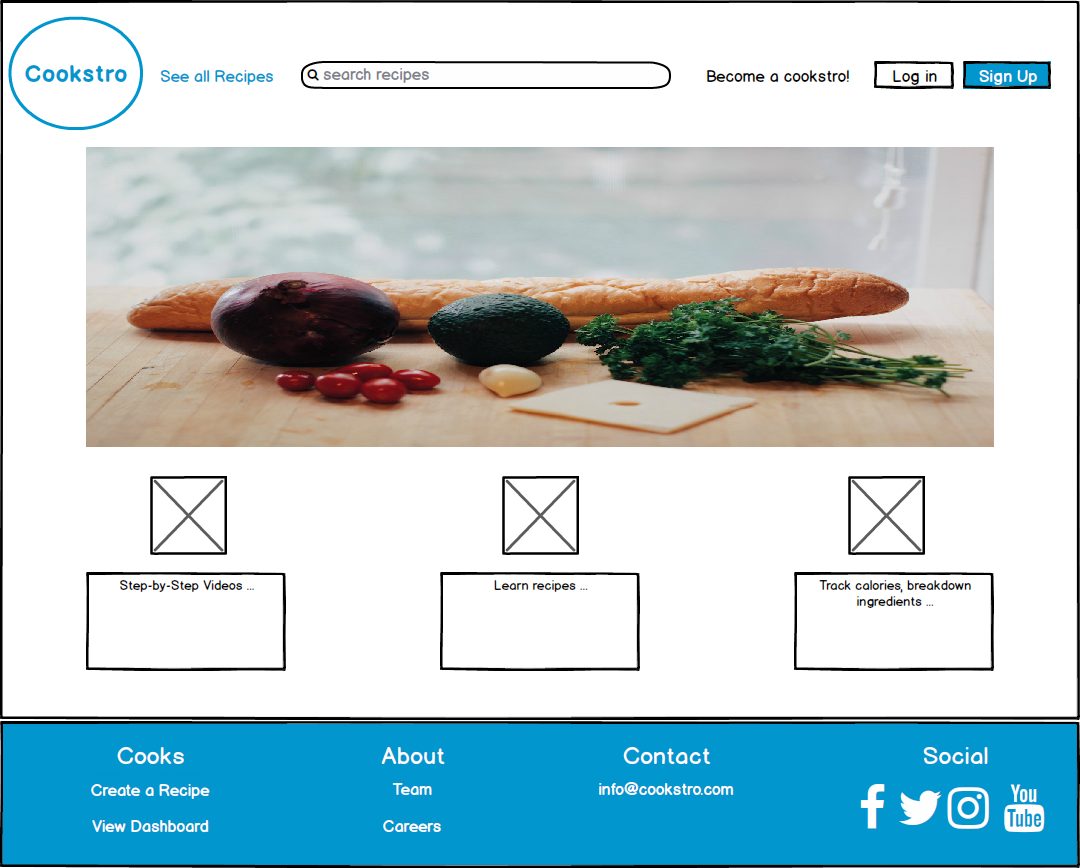 Cookstro
See all Recipes
search recipes
Become a cookstro!
Log in
Sign Up
Step-by-Step Videos ...
Learn recipes ...
Track calories, breakdown
ingredients ...
Cooks
About
Contact
Social
Create a Recipe
Team
info@cookstro.com
You
Tube
View Dashboard
Careers